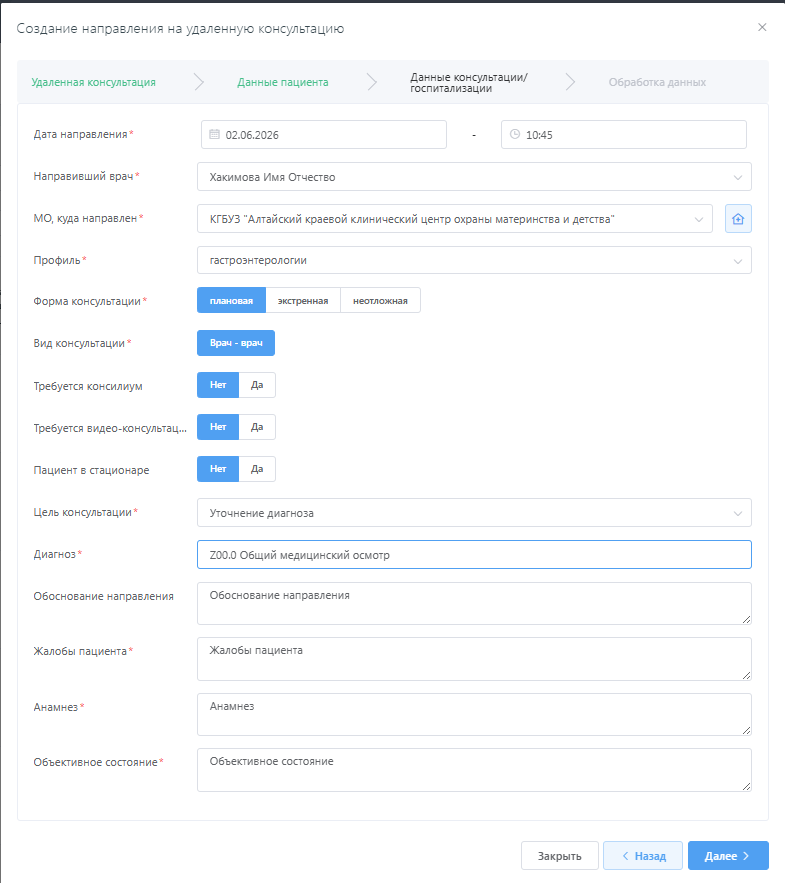 Создание направления на удаленную консультацию
Удаленная консультация
Данные пациента
Данные консультации/
госпитализации
Обработка данных
Дата направления* 02.06.2026 - 10:45
Направивший врач* Хакимова Имя Отчество
МО, куда направлен* КГБУЗ "Алтайский краевой клинический центр охраны материнства и детства"
Профиль* гастроэнтерологии
Форма консультации* плановая экстренная неотложная
Вид консультации* Врач - врач
Требуется консилиум Нет Да
Требуется видео-консультац... Нет Да
Пациент в стационаре Нет Да
Цель консультации* Уточнение диагноза
Диагноз* Z00.0 Общий медицинский осмотр
Обоснование направления Обоснование направления
Жалобы пациента* Жалобы пациента
Анамнез* Анамнез
Объективное состояние* Объективное состояние
Закрыть Назад Далее